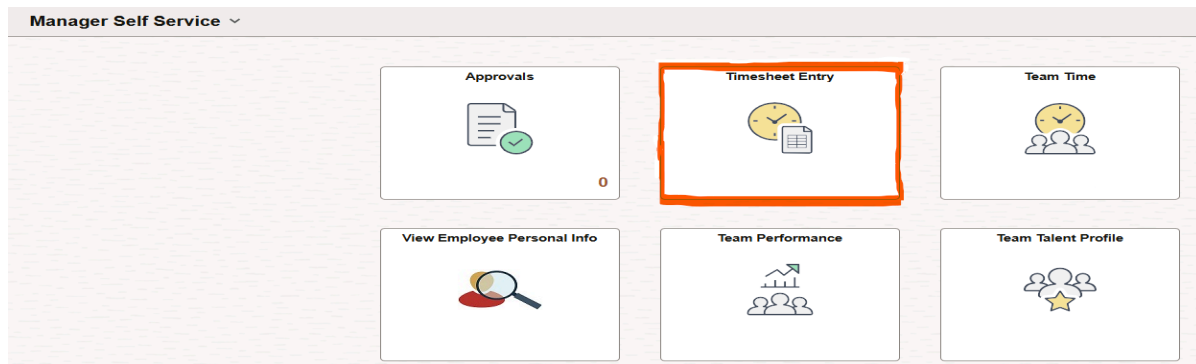 Manager Self Service
Approvals
Timesheet Entry
Team Time
0
View Employee Personal Info
Team Performance
Team Talent Profile